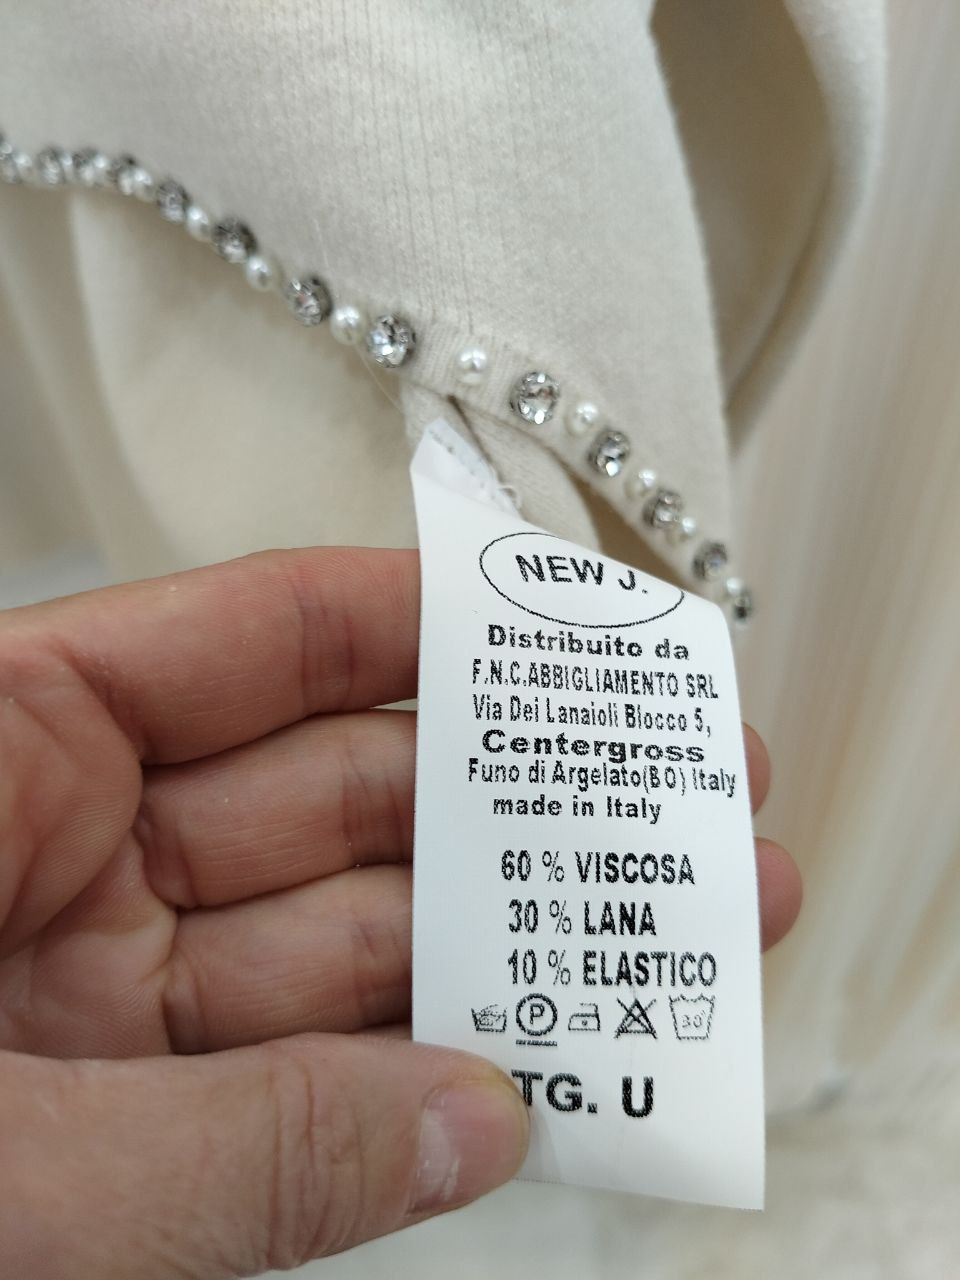 NEW J.
Distribuito da
F.N.C.ABBIGLIAMENTO SRL
Via Dei Lanaioli Blocco 5,
Centergross
Funo di Argelato(BO) Italy
made in Italy
60 % VISCOSA
30 % LANA
10 % ELASTICO
P 30°
TG. U